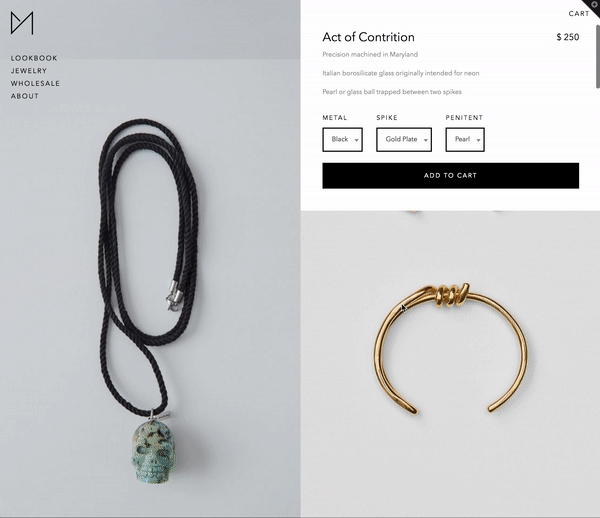 CART
LOOKBOOK
JEWELRY
WHOLESALE
ABOUT
Act of Contrition
$ 250
Precision machined in Maryland
Italian borosilicate glass originally intended for neon
Pearl or glass ball trapped between two spikes
METAL SPIKE PENITENT
Black Gold Plate Pearl
ADD TO CART